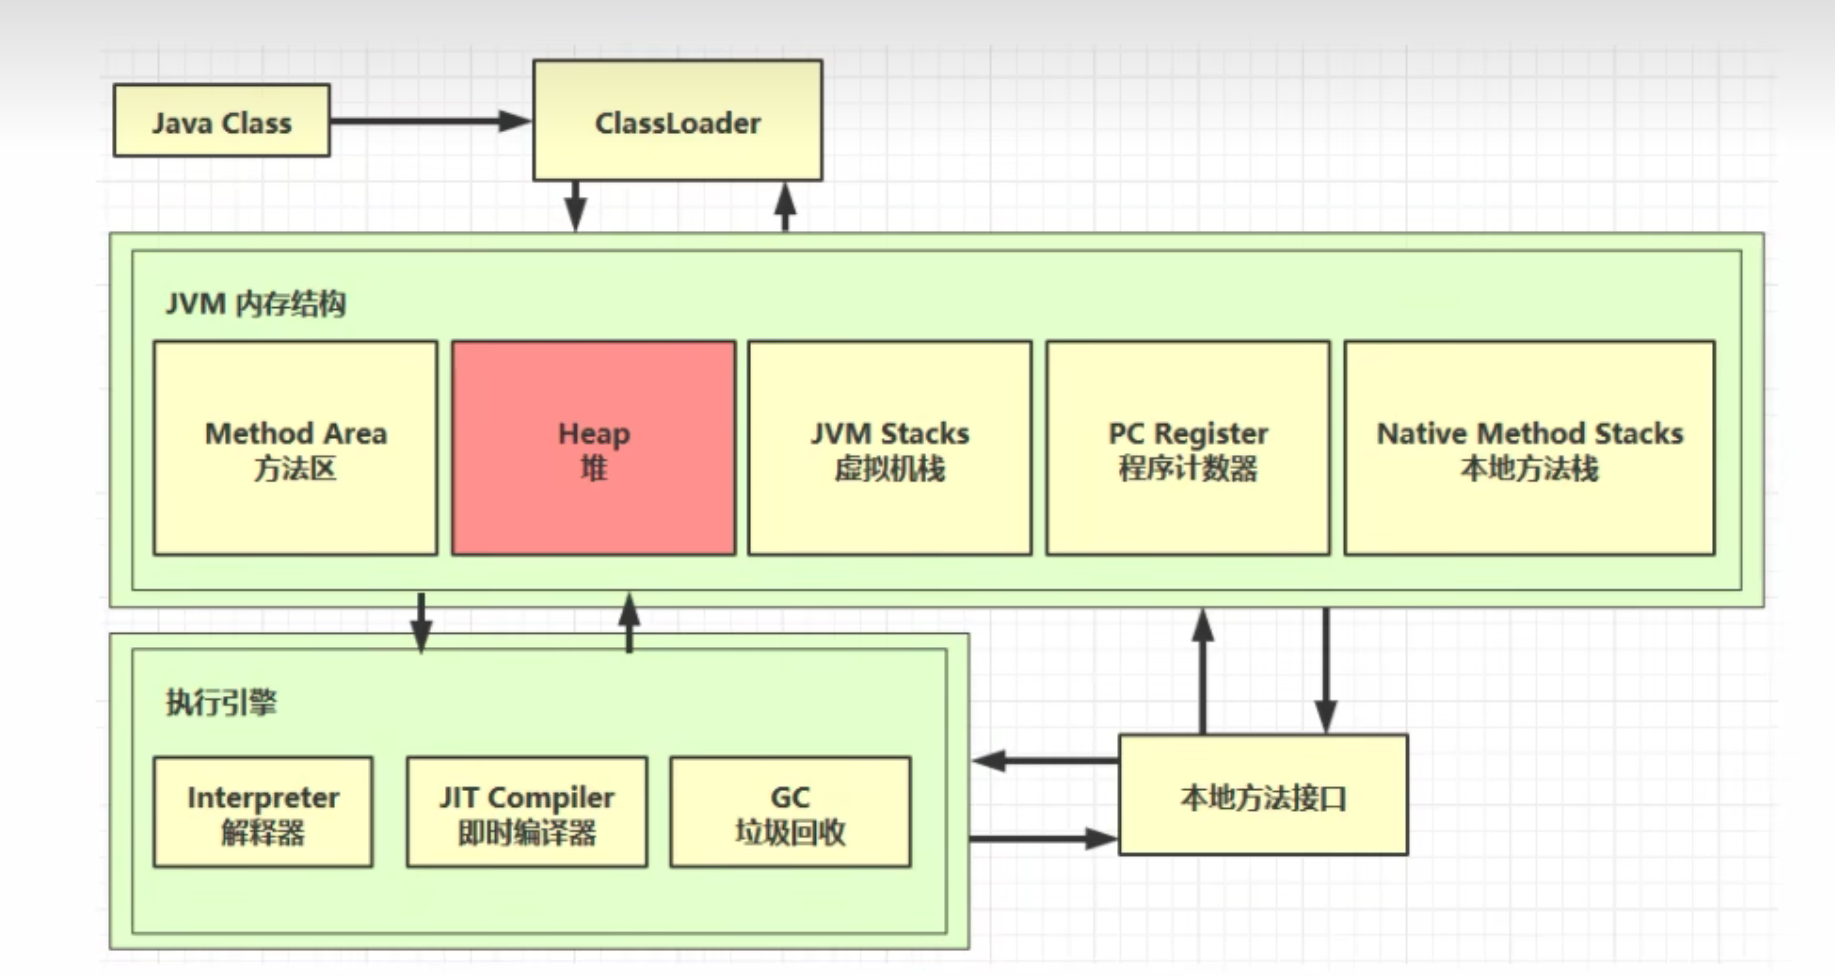 Java Class
ClassLoader
JVM 内存结构
Method Area
方法区
Heap
堆
JVM Stacks
虚拟机栈
PC Register
程序计数器
Native Method Stacks
本地方法栈
执行引擎
Interpreter
解释器
JIT Compiler
即时编译器
GC
垃圾回收
本地方法接口